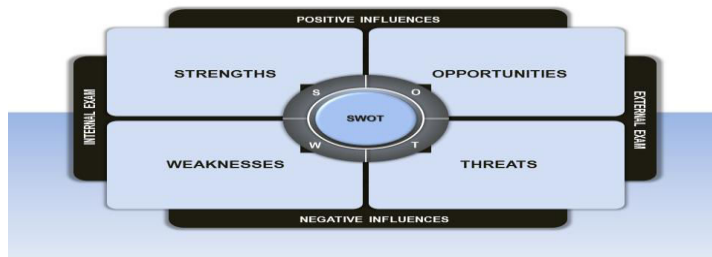 POSITIVE INFLUENCES
STRENGTHS
OPPORTUNITIES
S
O
INTERNAL EXAM
SWOT
EXTERNAL EXAM
W
T
WEAKNESSES
THREATS
NEGATIVE INFLUENCES